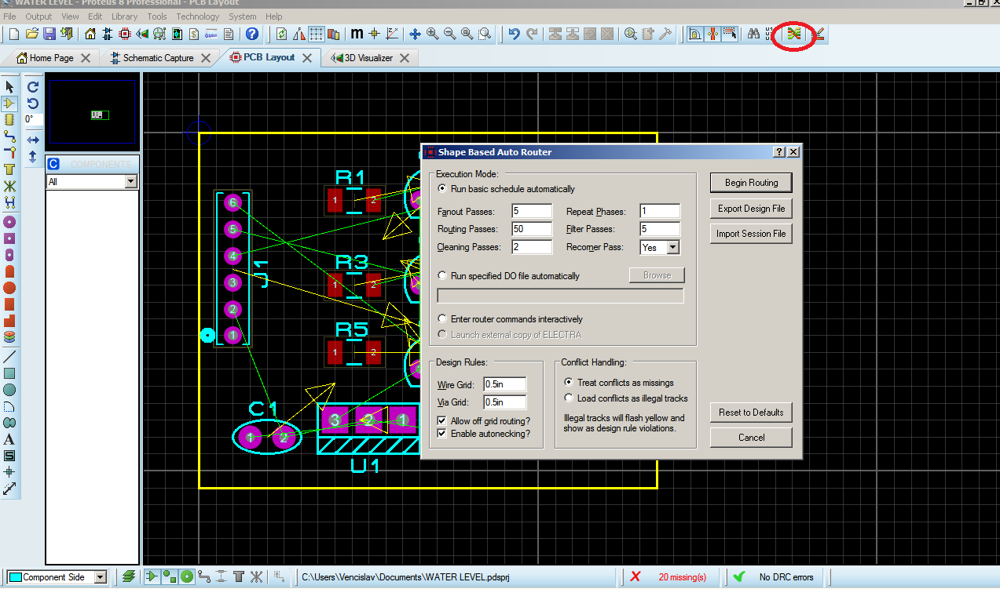 WATER LEVEL - Proteus 8 Professional - PCB Layout
File Output View Edit Library Tools Technology System Help
Home Page Schematic Capture PCB Layout 3D Visualizer
0°
C COMPONENTS
All
R1
1 2
R3
1 2
R5
1 2
6
5
4
3
2
1
J1
C1
1 2
3 2 1
U1
Shape Based Auto Router
Execution Mode:
Run basic schedule automatically
Fanout Passes: 5 Repeat Phases: 1
Routing Passes: 50 Filter Passes: 5
Cleaning Passes: 2 Recorner Pass: Yes
Run specified DO file automatically Browse
Enter router commands interactively
Launch external copy of ELECTRA
Design Rules:
Wire Grid: 0.5in
Via Grid: 0.5in
Allow off grid routing?
Enable autonecking?
Conflict Handling:
Treat conflicts as missings
Load conflicts as illegal tracks
Illegal tracks will flash yellow and
show as design rule violations.
Begin Routing
Export Design File
Import Session File
Reset to Defaults
Cancel
Component Side C:\Users\Vencislav\Documents\WATER LEVEL.pdsprj 20 missing(s) No DRC errors